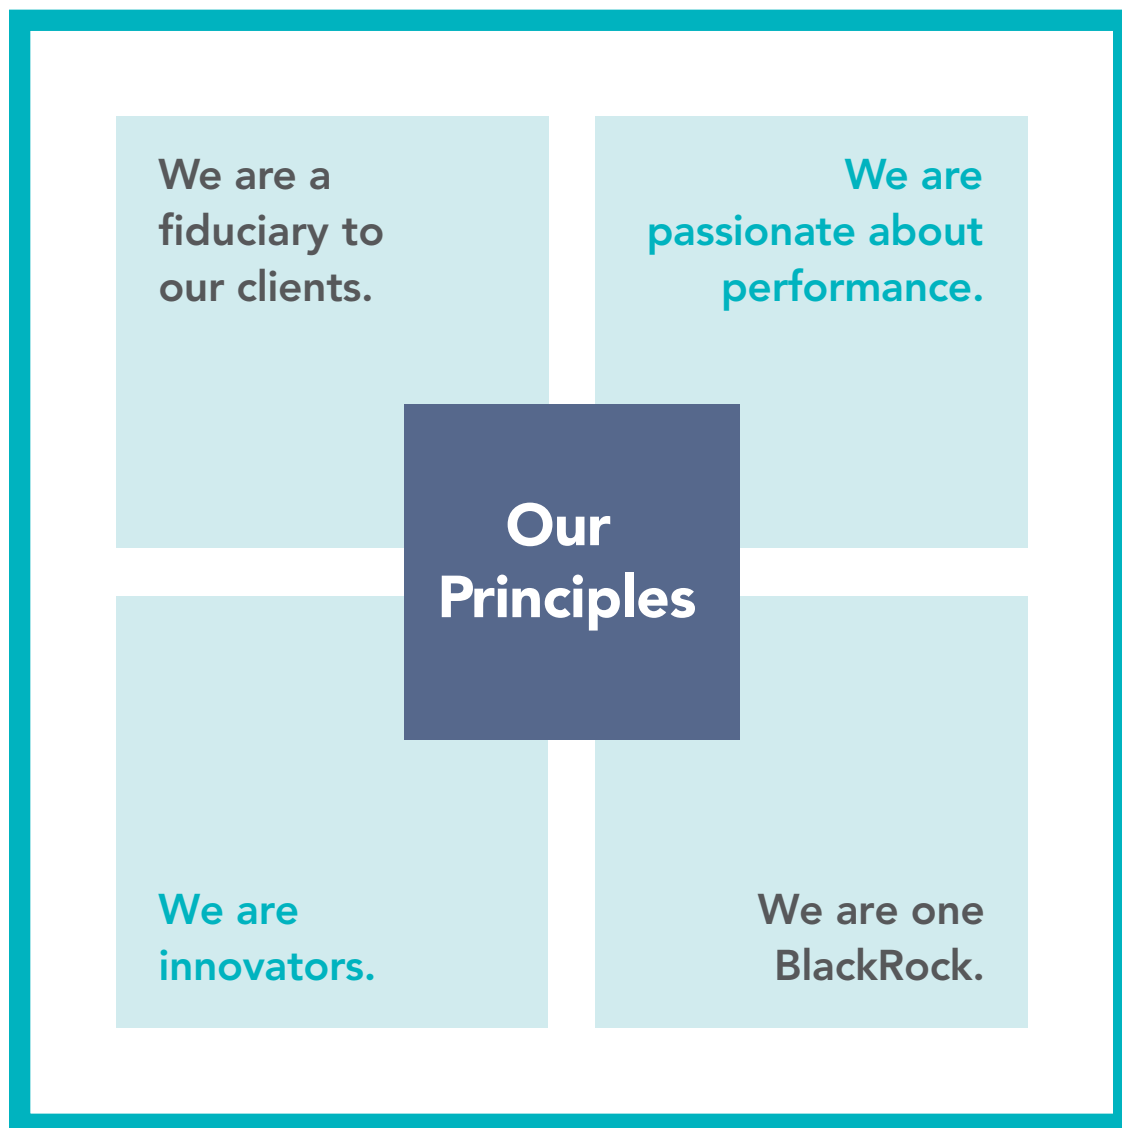 We are a
fiduciary to
our clients.
We are
passionate about
performance.
Our
Principles
We are
innovators.
We are one
BlackRock.